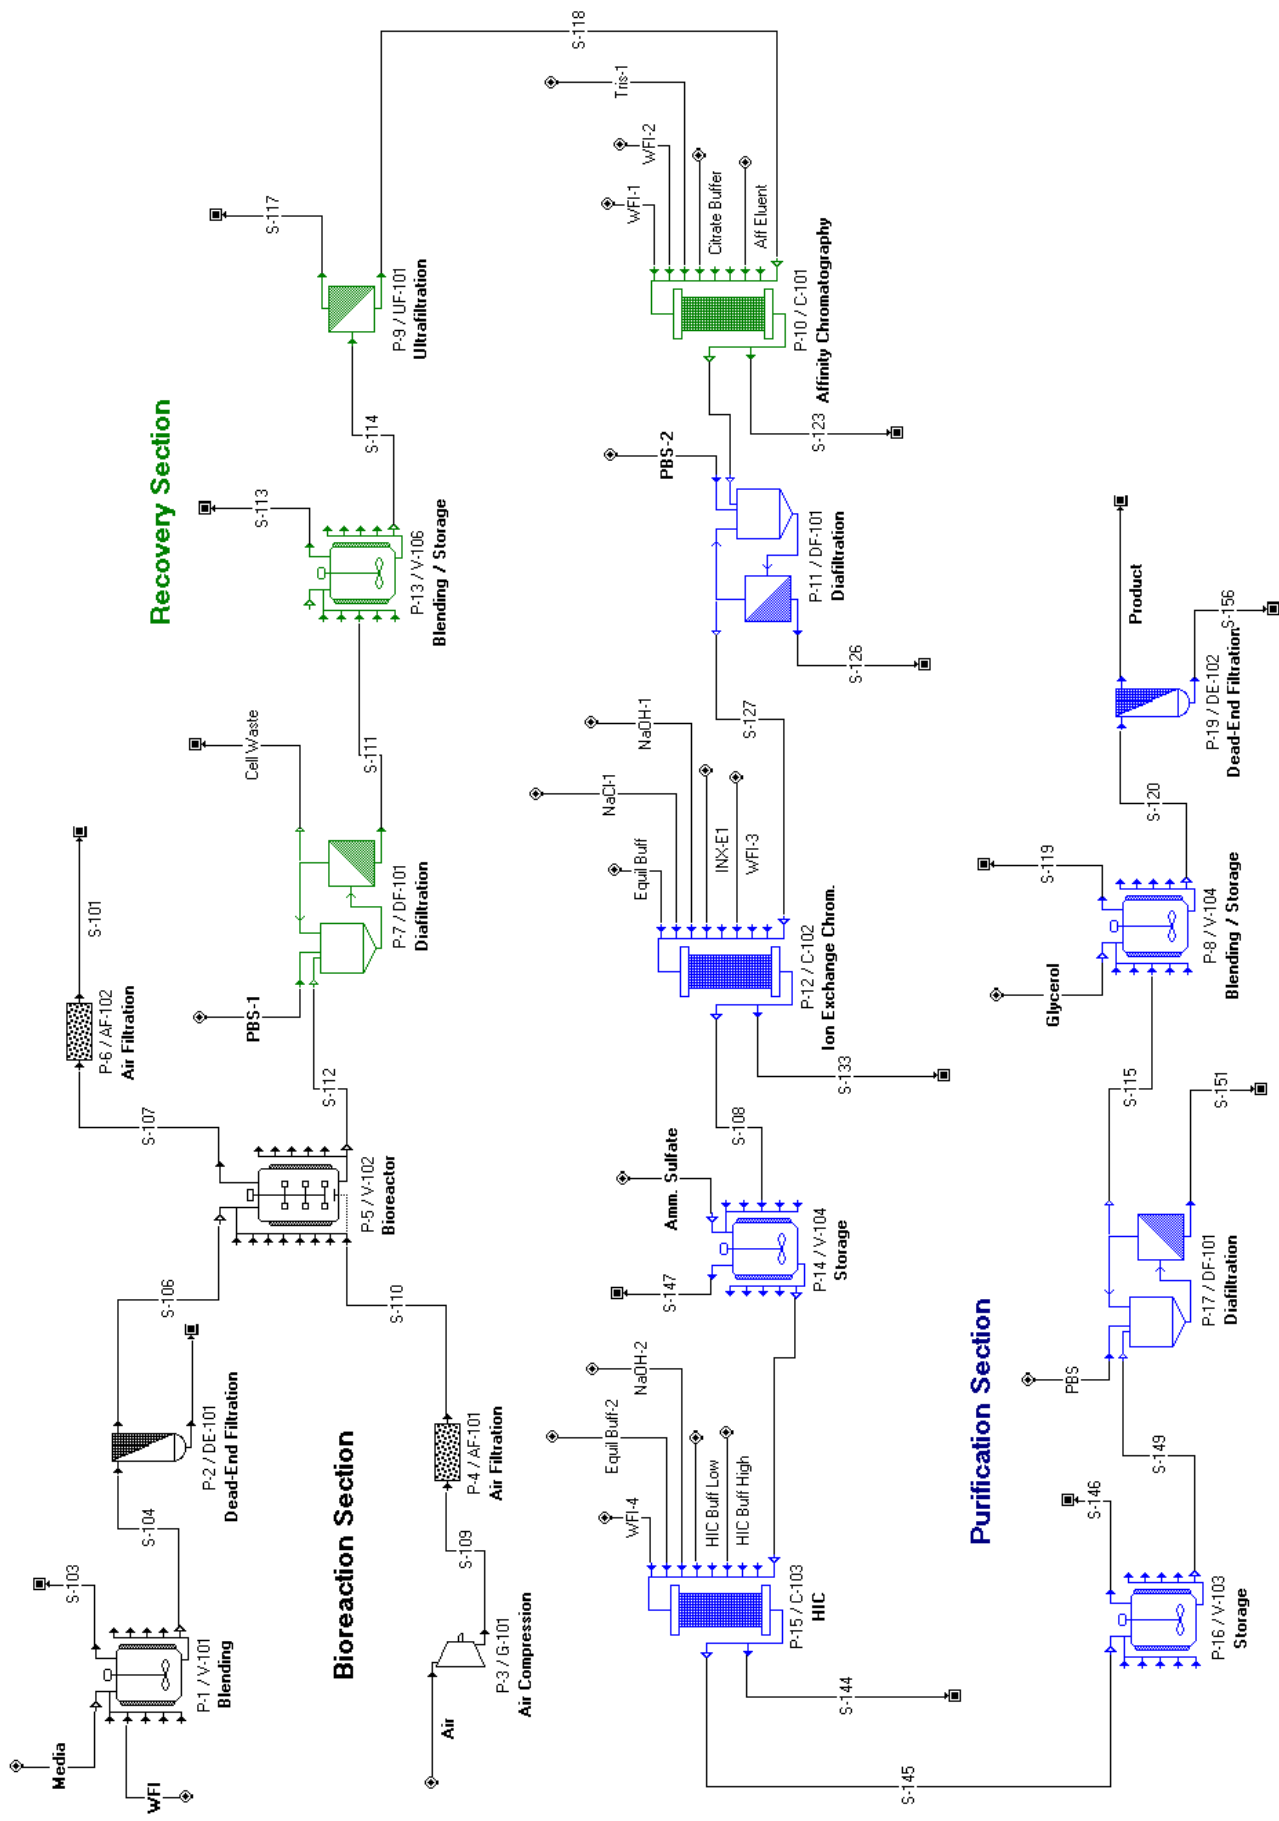 Media
WFI
S-103
P-1 / V-101
Blending
S-104
P-2 / DE-101
Dead-End Filtration
S-106
Bioreaction Section
Air
P-3 / G-101
Air Compression
S-109
P-4 / AF-101
Air Filtration
S-110
P-5 / V-102
Bioreactor
S-107
P-6 / AF-102
Air Filtration
S-101
S-112
PBS-1
P-7 / DF-101
Diafiltration
Cell Waste
S-111
Recovery Section
S-113
P-13 / V-106
Blending / Storage
S-114
P-9 / UF-101
Ultrafiltration
S-117
S-118
Tris-1
WFI-2
WFI-1
Citrate Buffer
Aff Eluent
P-10 / C-101
Affinity Chromatography
S-123
PBS-2
P-11 / DF-101
Diafiltration
S-126
S-127
NaOH-1
NaCl-1
Equil Buff
INX-E1
WFI-3
P-12 / C-102
Ion Exchange Chrom.
S-133
S-108
Amm. Sulfate
S-147
P-14 / V-104
Storage
NaOH-2
Equil Buff-2
WFI-4
HIC Buff Low
HIC Buff High
P-15 / C-103
HIC
S-144
S-145
Purification Section
S-146
P-16 / V-103
Storage
S-149
PBS
P-17 / DF-101
Diafiltration
S-151
S-115
Glycerol
S-119
P-8 / V-104
Blending / Storage
S-120
P-19 / DE-102
Dead-End Filtration
Product
S-156